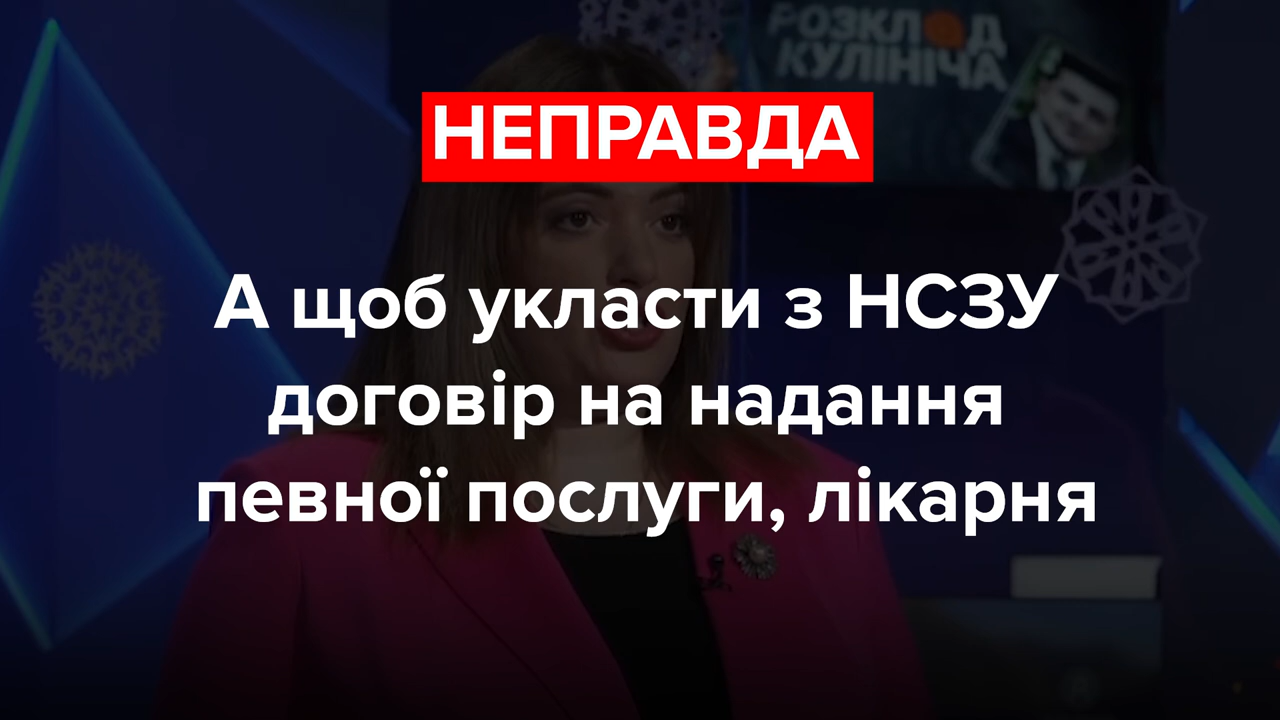 РОЗКЛАД
КУЛІНІЧА
НЕПРАВДА
А щоб укласти з НСЗУ
договір на надання
певної послуги, лікарня